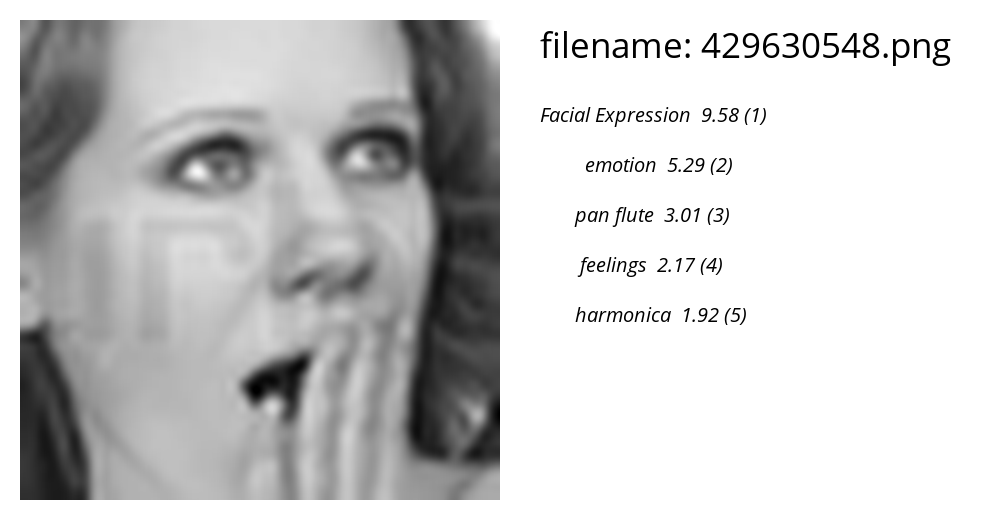 filename: 429630548.png
Facial Expression 9.58 (1)
emotion 5.29 (2)
pan flute 3.01 (3)
feelings 2.17 (4)
harmonica 1.92 (5)